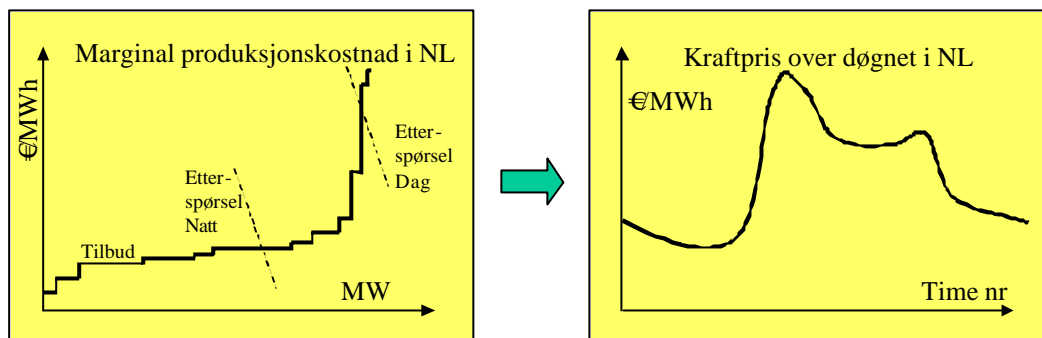 Marginal produksjonskostnad i NL
€/MWh
Etter-
spørsel
Dag
Etter-
spørsel
Natt
Tilbud
MW
Kraftpris over døgnet i NL
€/MWh
Time nr